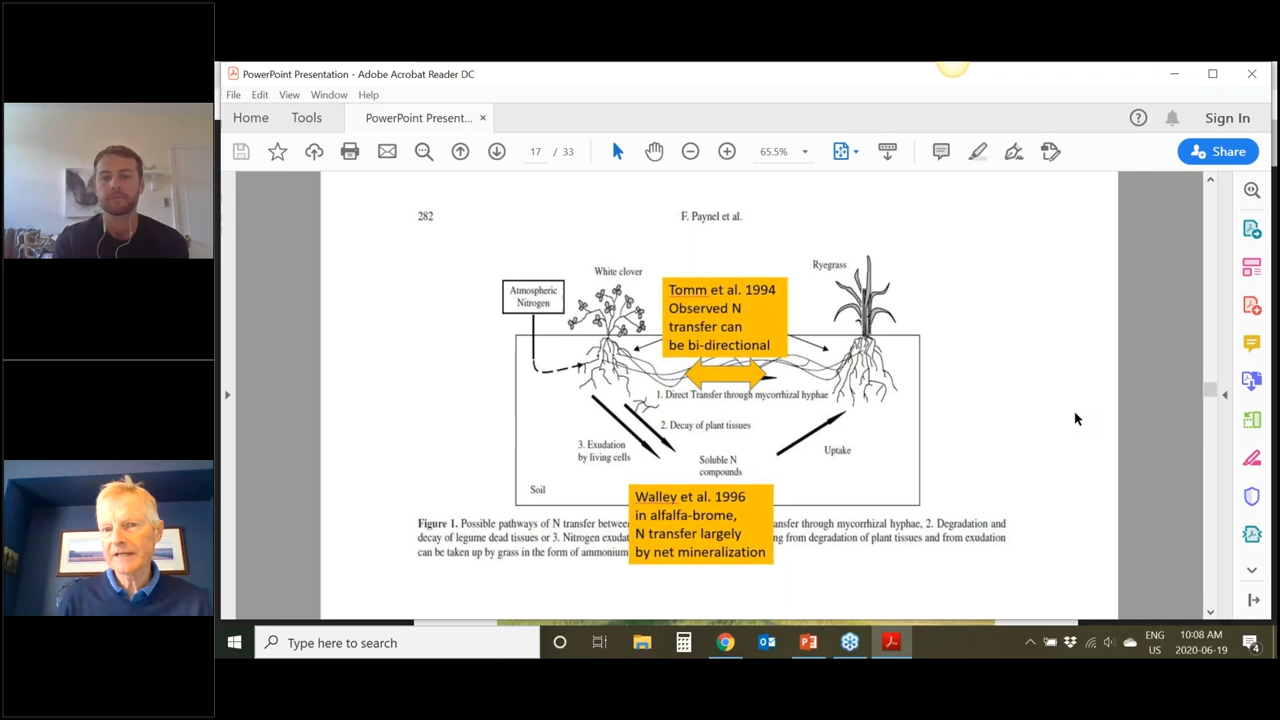 PowerPoint Presentation - Adobe Acrobat Reader DC
File Edit View Window Help
Home Tools PowerPoint Present... ×
Sign In
17 / 33
65.5%
Share
282
F. Paynel et al.
White clover
Ryegrass
Atmospheric
Nitrogen
Tomm et al. 1994
Observed N
transfer can
be bi-directional
1. Direct Transfer through mycorrhizal hyphae
2. Decay of plant tissues
3. Exudation
by living cells
Uptake
Soluble N
compounds
Soil
Walley et al. 1996
in alfalfa-brome,
N transfer largely
by net mineralization
Figure 1. Possible pathways of N transfer betwee nsfer through mycorrhizal hyphae, 2. Degradation and
decay of legume dead tissues or 3. Nitrogen exudat ng from degradation of plant tissues and from exudation
can be taken up by grass in the form of ammonium
Type here to search
ENG
US
10:08 AM
2020-06-19
4